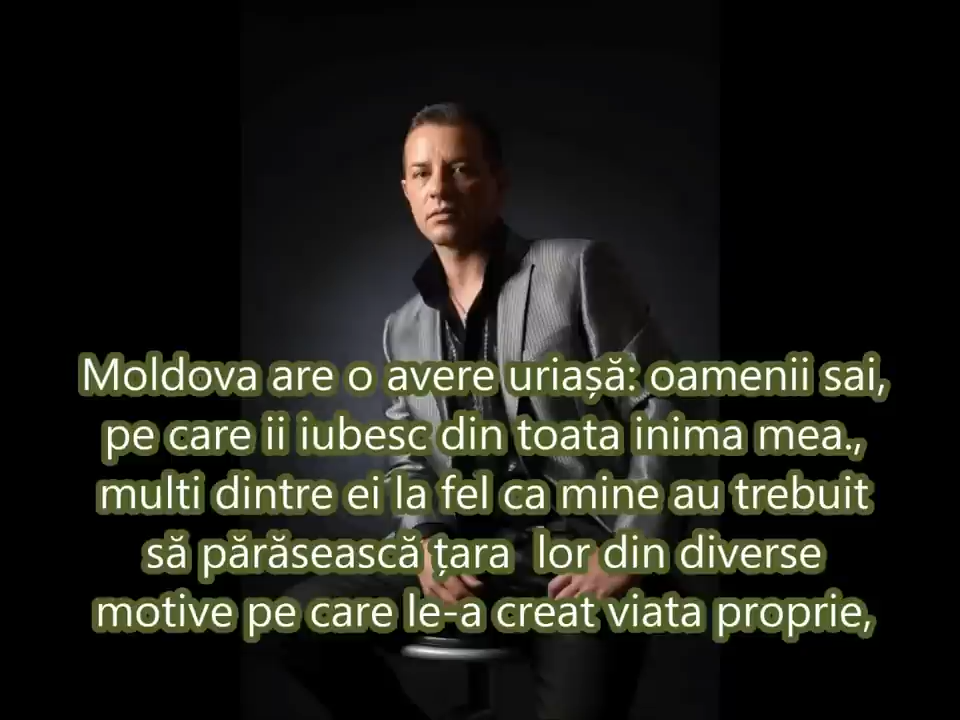 Moldova are o avere uriașă: oamenii sai,
pe care ii iubesc din toata inima mea.,
multi dintre ei la fel ca mine au trebuit
să părăsească țara lor din diverse
motive pe care le-a creat viata proprie,